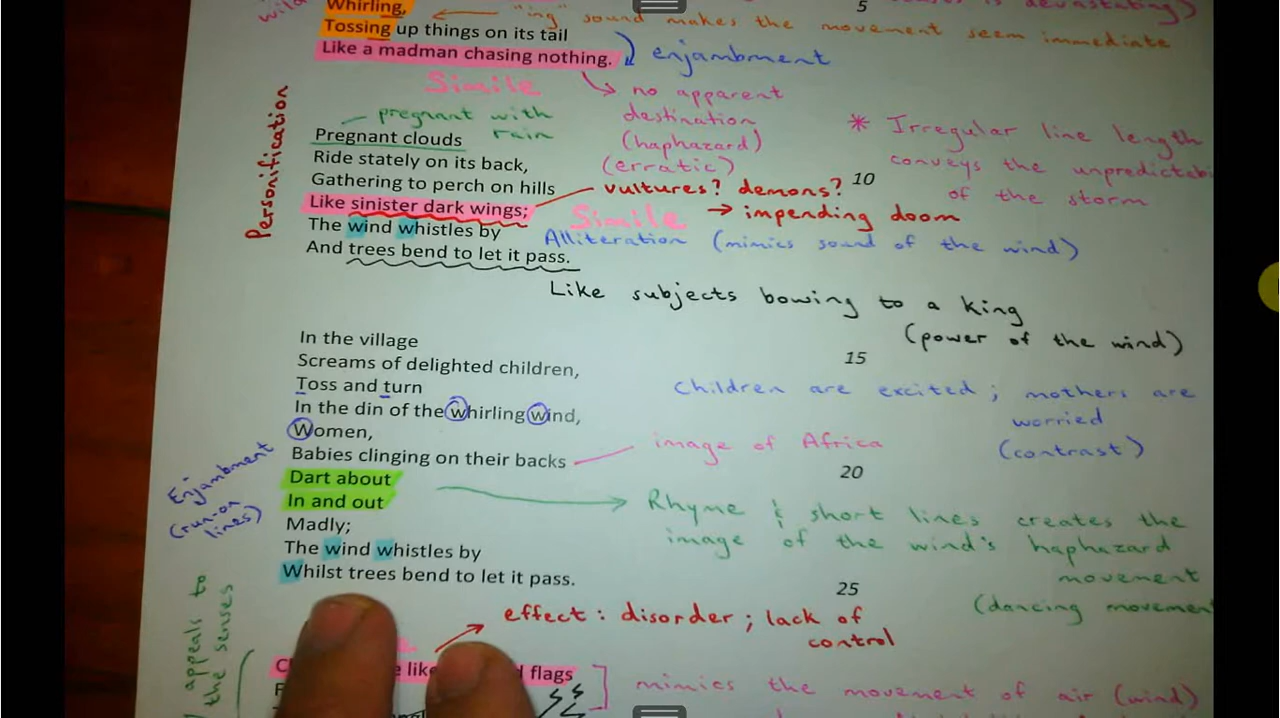 Whirling, 5
"ing" sound makes the movement seem immediate
Tossing up things on its tail
Like a madman chasing nothing. enjambment
Simile no apparent
destination
(haphazard)
(erratic)
pregnant with
rain
Personification
* Irregular line length
conveys the
of the storm
Pregnant clouds
Ride stately on its back,
Gathering to perch on hills vultures? demons? 10
Like sinister dark wings; Simile → impending doom
The wind whistles by Alliteration (mimics sound of the wind)
And trees bend to let it pass.
Like subjects bowing to a king
(power of the wind)
In the village
Screams of delighted children, 15
Toss and turn children are excited; mothers are
worried
(contrast)
In the din of the whirling wind,
Women,
Babies clinging on their backs image of Africa
Enjambment
(run-on
lines)
Dart about 20
In and out Rhyme & short lines creates the
image of the wind's haphazard
movement
(dancing
Madly;
The wind whistles by
Whilst trees bend to let it pass. 25
effect: disorder; lack of
control
appeals to
the senses
flags
mimics the movement of air (wind)